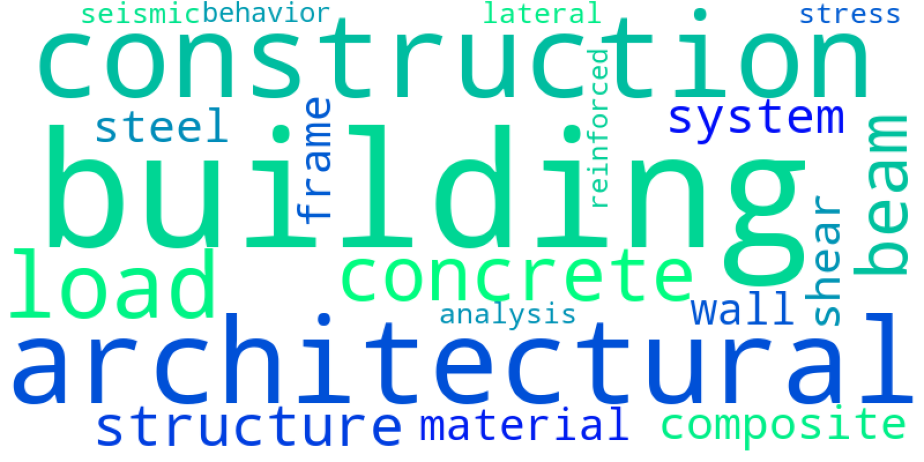 seismic behavior lateral stress
construction
steel frame reinforced system
building beam
shear
load concrete
analysis wall
architectural
structure material composite